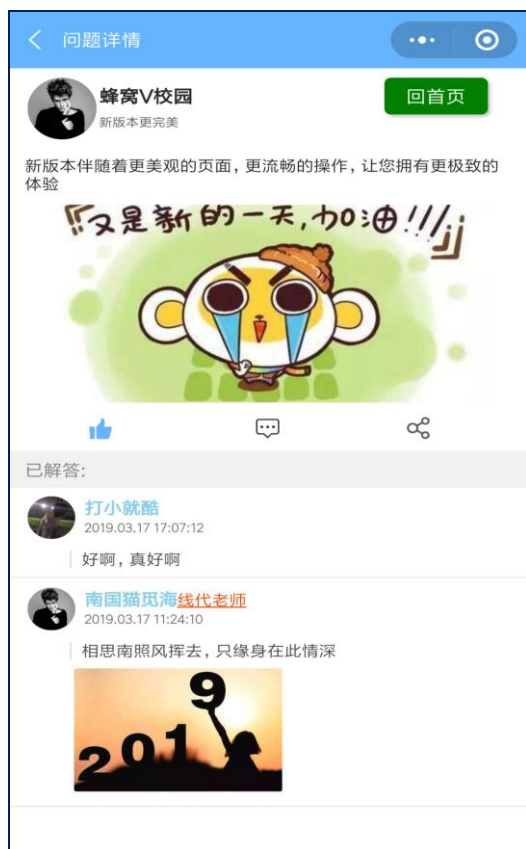 问题详情
蜂窝V校园
回首页
新版本更完美
新版本伴随着更美观的页面，更流畅的操作，让您拥有更极致的
体验
又是新的一天,加油!!!
已解答:
打小就酷
2019.03.17 17:07:12
好啊，真好啊
南国猫觅海线代老师
2019.03.17 11:24:10
相思南照风挥去，只缘身在此情深
2019